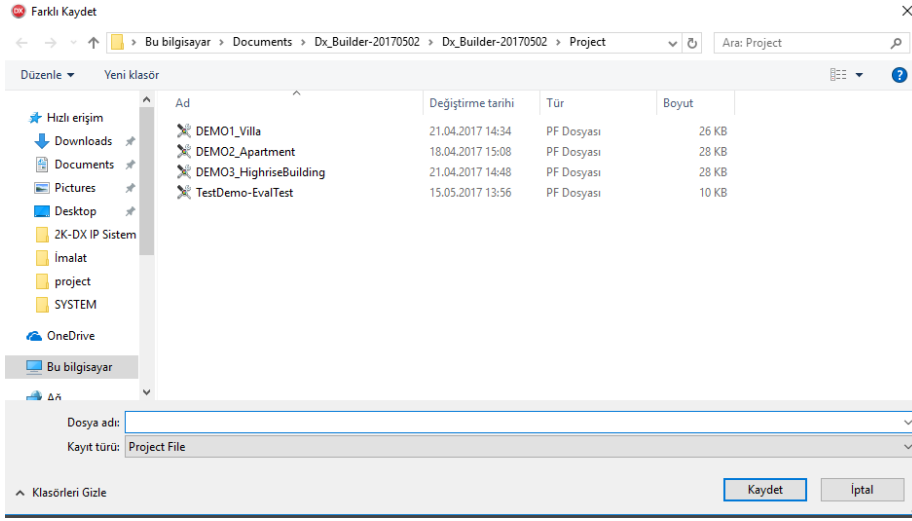 Farklı Kaydet
Bu bilgisayar > Documents > Dx_Builder-20170502 > Dx_Builder-20170502 > Project
Ara: Project
Düzenle
Yeni klasör
Ad Değiştirme tarihi Tür Boyut
DEMO1_Villa 21.04.2017 14:34 PF Dosyası 26 KB
DEMO2_Apartment 18.04.2017 15:08 PF Dosyası 28 KB
DEMO3_HighriseBuilding 21.04.2017 14:48 PF Dosyası 28 KB
TestDemo-EvalTest 15.05.2017 13:56 PF Dosyası 10 KB
Hızlı erişim
Downloads
Documents
Pictures
Desktop
2K-DX IP Sistem
İmalat
project
SYSTEM
OneDrive
Bu bilgisayar
Ağ
Dosya adı:
Kayıt türü: Project File
Klasörleri Gizle
Kaydet
İptal